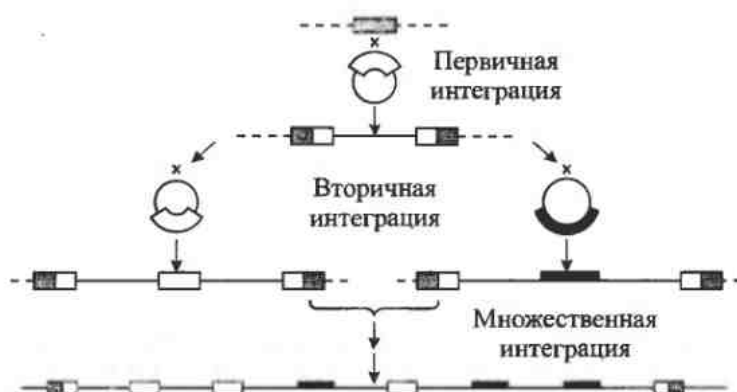 Первичная
интеграция
Вторичная
интеграция
Множественная
интеграция